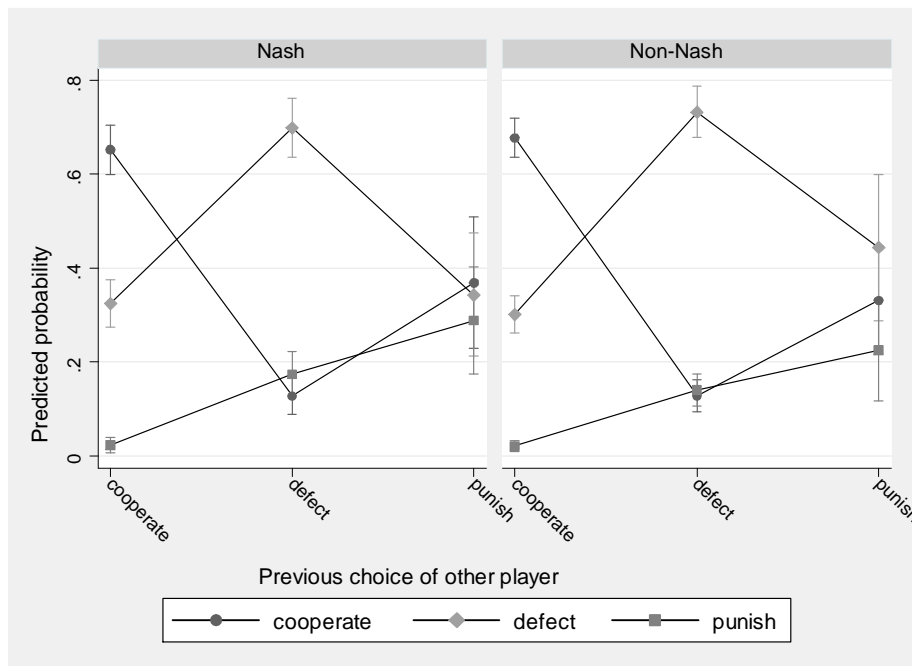 Nash
Non-Nash
Predicted probability
.8
.6
.4
.2
0
cooperate
defect
punish
cooperate
defect
punish
Previous choice of other player
cooperate
defect
punish